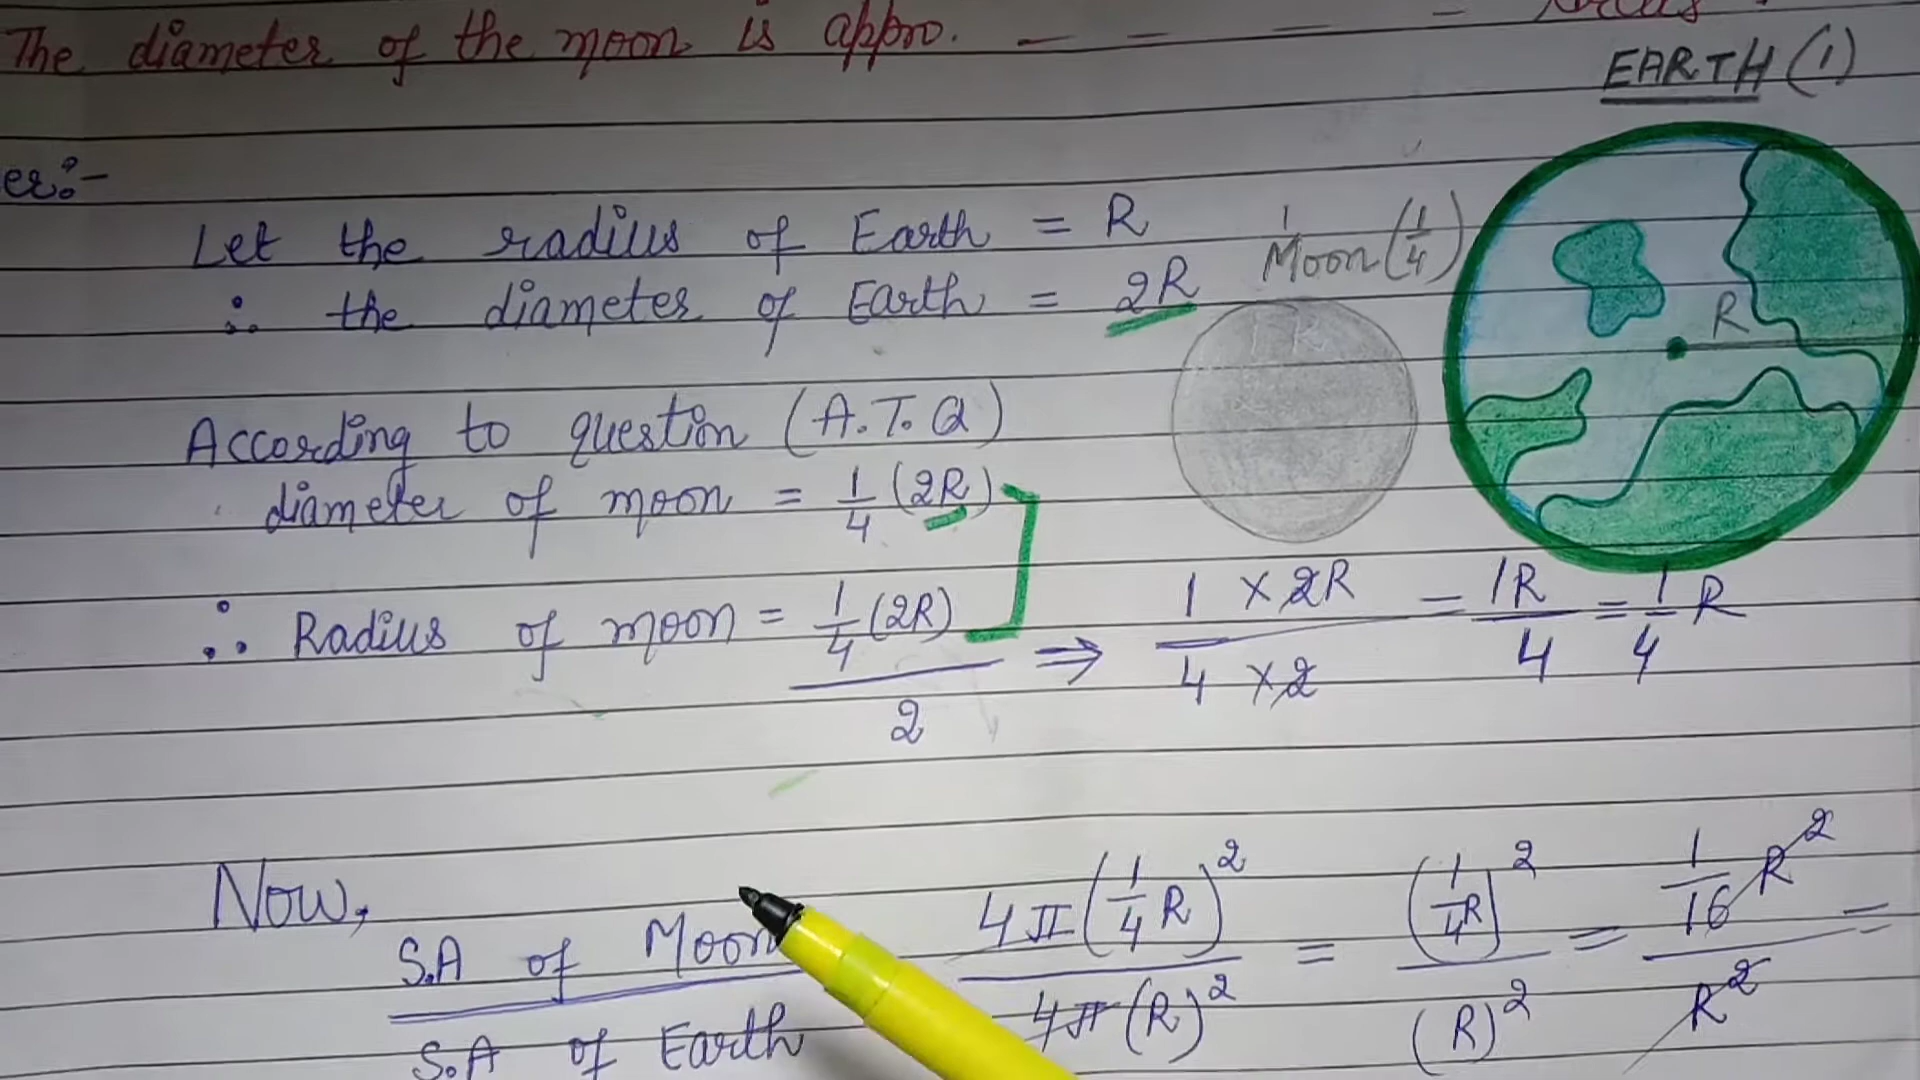 The diameter of the moon is appro. — — — —
EARTH (1)
er:-
Let the radius of Earth = R
Moon (1/4)
∴ the diameter of Earth = 2R
R
According to question (A.T.Q)
diameter of moon = 1/4 (2R)
∴ Radius of moon = 1/4 (2R) / 2 ⇒ 1 × 2R / 4 × 2 = 1R / 4 = 1/4 R
Now,
S.A of Moon / S.A of Earth 4π(1/4 R)² / 4π(R)² = (1/4R)² / (R)² = 1/16 R² / R² =